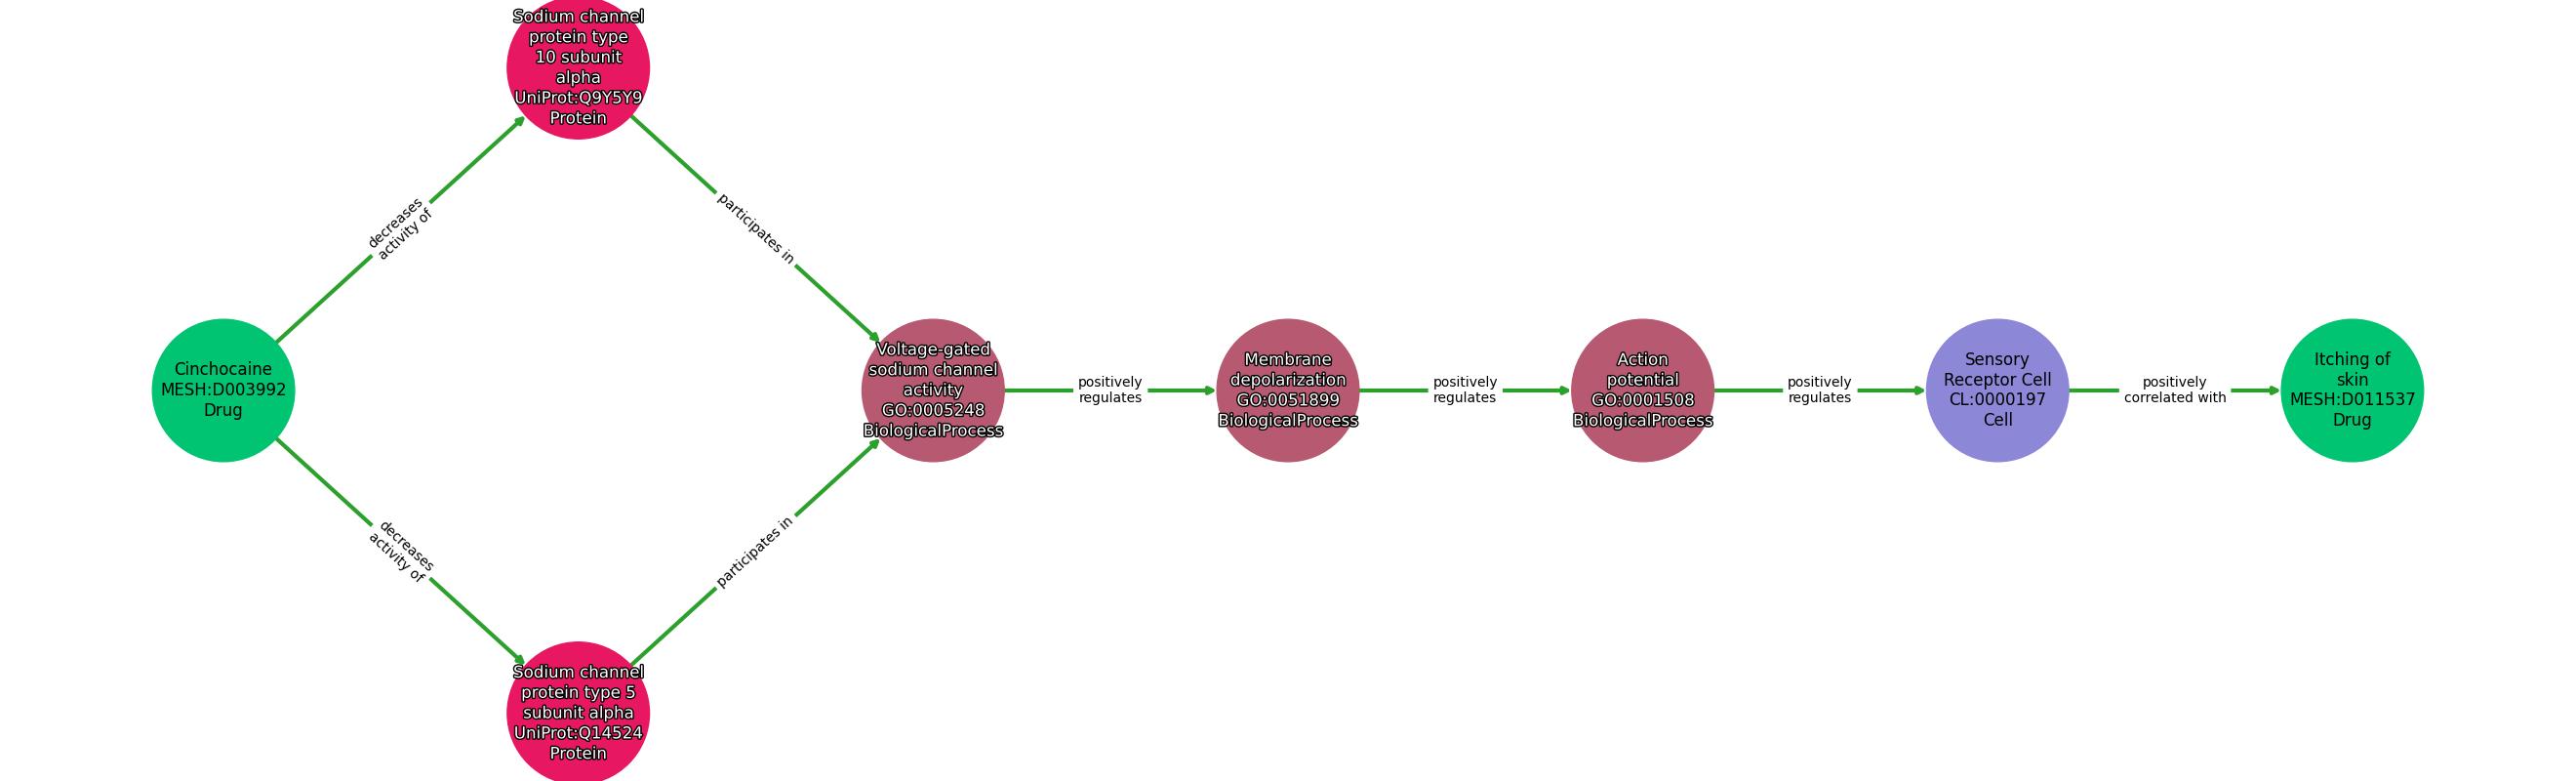 Sodium channel
protein type
10 subunit
alpha
UniProt:Q9Y5Y9
Protein
decreases
activity of
participates in
Cinchocaine
MESH:D003992
Drug
Voltage-gated
sodium channel
activity
GO:0005248
BiologicalProcess
positively
regulates
Membrane
depolarization
GO:0051899
BiologicalProcess
positively
regulates
Action
potential
GO:0001508
BiologicalProcess
positively
regulates
Sensory
Receptor Cell
CL:0000197
Cell
positively
correlated with
Itching of
skin
MESH:D011537
Drug
decreases
activity of
participates in
Sodium channel
protein type 5
subunit alpha
UniProt:Q14524
Protein